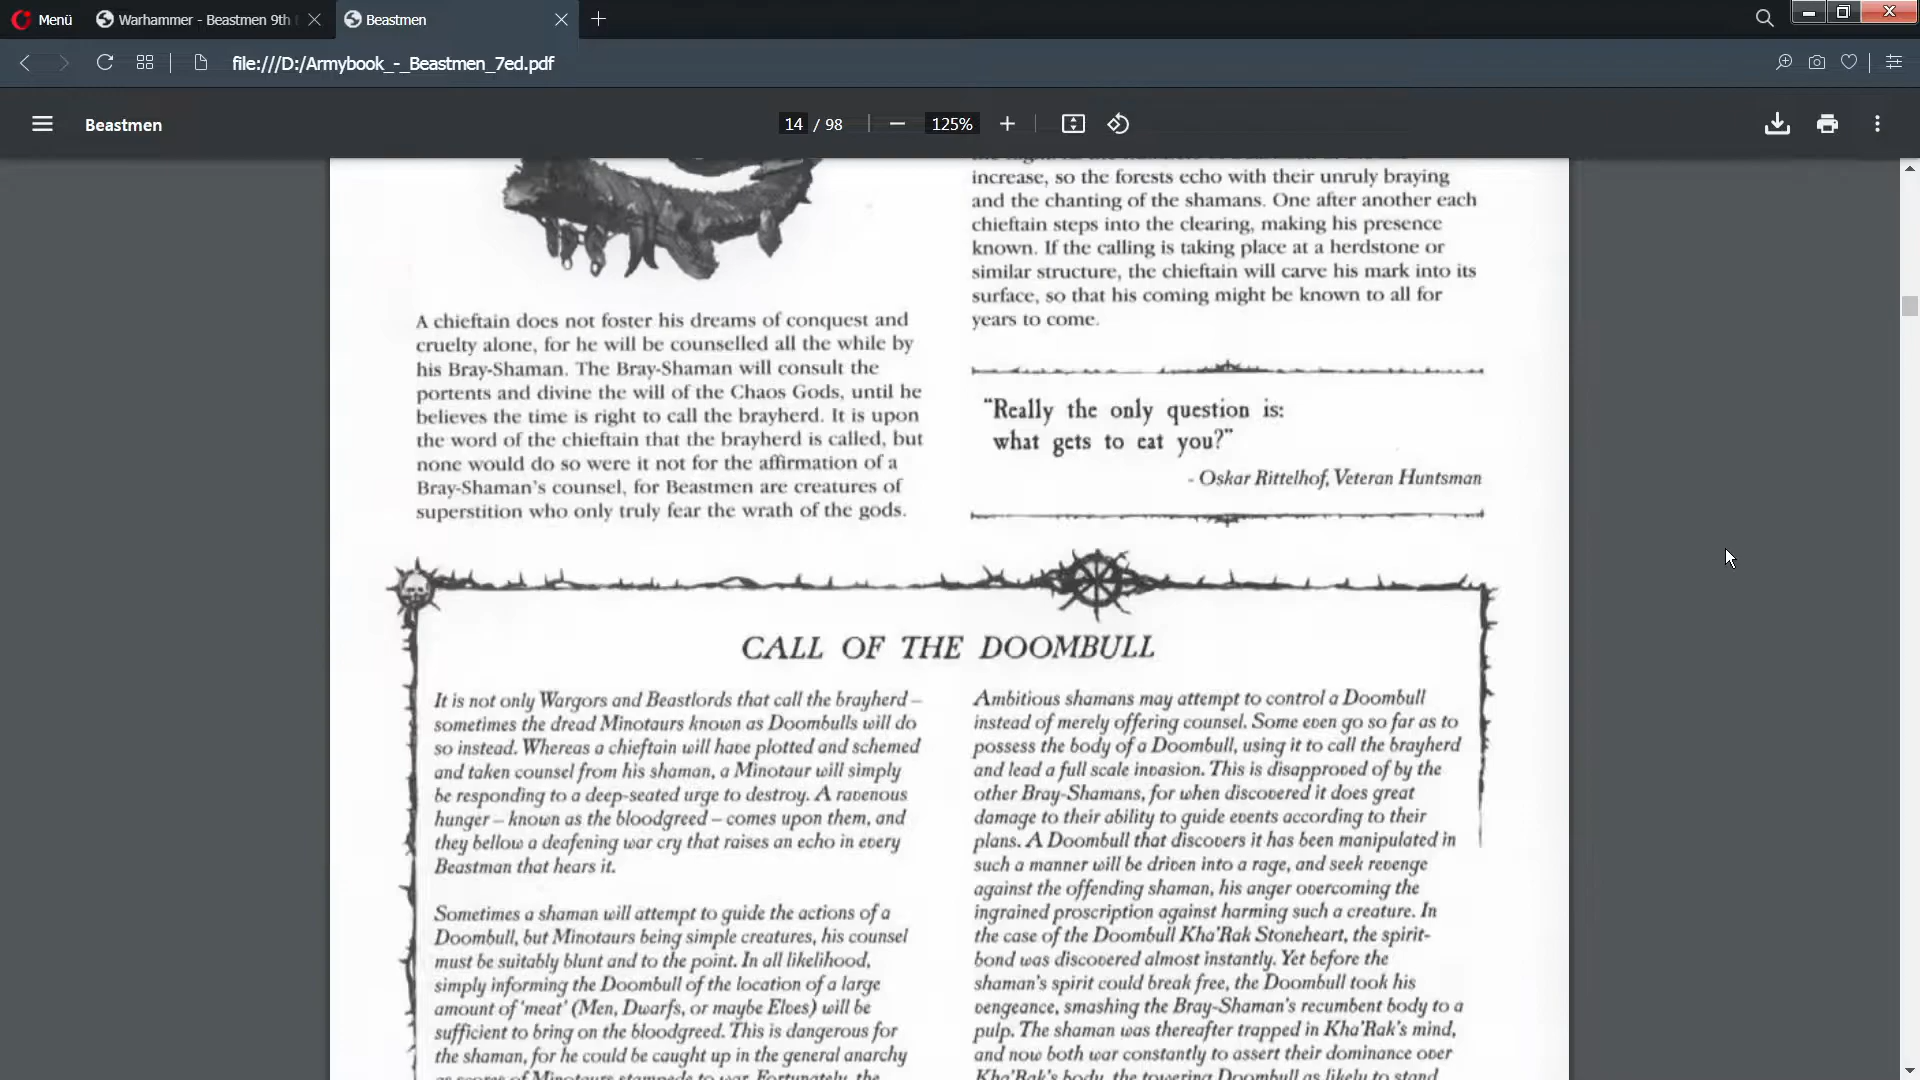 Menü
Warhammer - Beastmen 9th
Beastmen
file:///D:/Armybook_-_Beastmen_7ed.pdf
Beastmen
14 / 98
125%
A chieftain does not foster his dreams of conquest and
cruelty alone, for he will be counselled all the while by
his Bray-Shaman. The Bray-Shaman will consult the
portents and divine the will of the Chaos Gods, until he
believes the time is right to call the brayherd. It is upon
the word of the chieftain that the brayherd is called, but
none would do so were it not for the affirmation of a
Bray-Shaman's counsel, for Beastmen are creatures of
superstition who only truly fear the wrath of the gods.
increase, so the forests echo with their unruly braying
and the chanting of the shamans. One after another each
chieftain steps into the clearing, making his presence
known. If the calling is taking place at a herdstone or
similar structure, the chieftain will carve his mark into its
surface, so that his coming might be known to all for
years to come.
"Really the only question is:
what gets to eat you?"
- Oskar Rittelhof, Veteran Huntsman
CALL OF THE DOOMBULL
It is not only Wargors and Beastlords that call the brayherd –
sometimes the dread Minotaurs known as Doombulls will do
so instead. Whereas a chieftain will have plotted and schemed
and taken counsel from his shaman, a Minotaur will simply
be responding to a deep-seated urge to destroy. A ravenous
hunger – known as the bloodgreed – comes upon them, and
they bellow a deafening war cry that raises an echo in every
Beastman that hears it.
Sometimes a shaman will attempt to guide the actions of a
Doombull, but Minotaurs being simple creatures, his counsel
must be suitably blunt and to the point. In all likelihood,
simply informing the Doombull of the location of a large
amount of 'meat' (Men, Dwarfs, or maybe Elves) will be
sufficient to bring on the bloodgreed. This is dangerous for
the shaman, for he could be caught up in the general anarchy
as scores of Minotaurs stampede to war. Fortunately, the
Ambitious shamans may attempt to control a Doombull
instead of merely offering counsel. Some even go so far as to
possess the body of a Doombull, using it to call the brayherd
and lead a full scale invasion. This is disapproved of by the
other Bray-Shamans, for when discovered it does great
damage to their ability to guide events according to their
plans. A Doombull that discovers it has been manipulated in
such a manner will be driven into a rage, and seek revenge
against the offending shaman, his anger overcoming the
ingrained proscription against harming such a creature. In
the case of the Doombull Kha'Rak Stoneheart, the spirit-
bond was discovered almost instantly. Yet before the
shaman's spirit could break free, the Doombull took his
vengeance, smashing the Bray-Shaman's recumbent body to a
pulp. The shaman was thereafter trapped in Kha'Rak's mind,
and now both war constantly to assert their dominance over
Kha'Rak's body, the towering Doombull as likely to stand